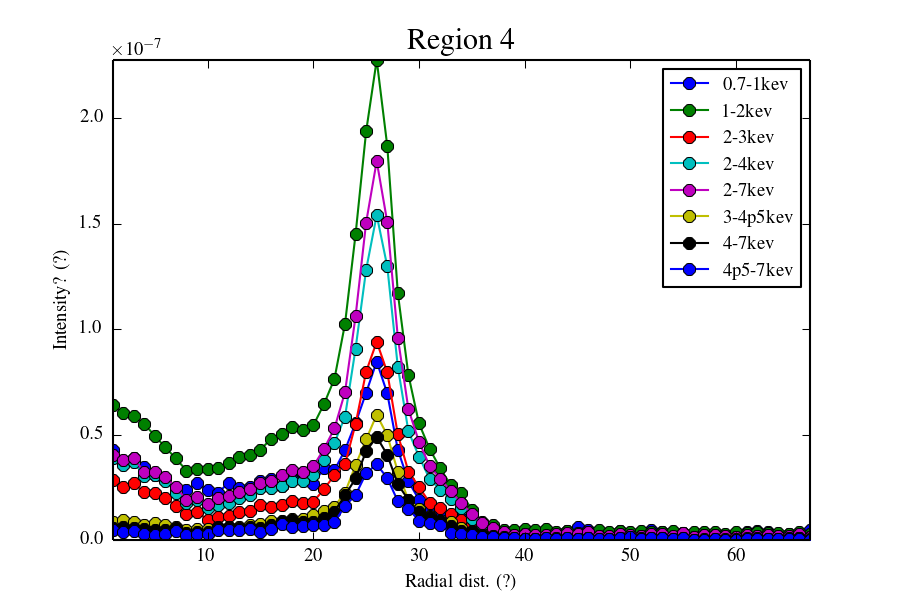 Region 4
×10⁻⁷
2.0
1.5
1.0
0.5
0.0
Intensity? (?)
10 20 30 40 50 60
Radial dist. (?)
0.7-1kev
1-2kev
2-3kev
2-4kev
2-7kev
3-4p5kev
4-7kev
4p5-7kev